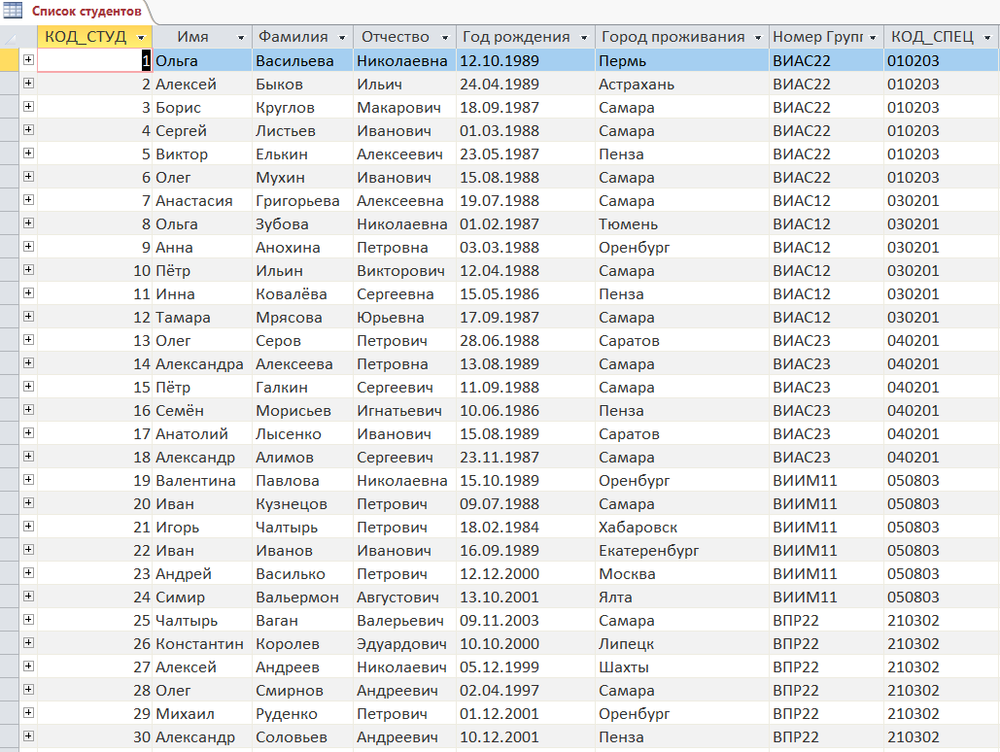 Список студентов
КОД_СТУД Имя Фамилия Отчество Год рождения Город проживания Номер Групп КОД_СПЕЦ
1 Ольга Васильева Николаевна 12.10.1989 Пермь ВИАС22 010203
2 Алексей Быков Ильич 24.04.1989 Астрахань ВИАС22 010203
3 Борис Круглов Макарович 18.09.1987 Самара ВИАС22 010203
4 Сергей Листьев Иванович 01.03.1988 Самара ВИАС22 010203
5 Виктор Елькин Алексеевич 23.05.1987 Пенза ВИАС22 010203
6 Олег Мухин Иванович 15.08.1988 Самара ВИАС22 010203
7 Анастасия Григорьева Алексеевна 19.07.1988 Самара ВИАС12 030201
8 Ольга Зубова Николаевна 01.02.1987 Тюмень ВИАС12 030201
9 Анна Анохина Петровна 03.03.1988 Оренбург ВИАС12 030201
10 Пётр Ильин Викторович 12.04.1988 Самара ВИАС12 030201
11 Инна Ковалёва Сергеевна 15.05.1986 Пенза ВИАС12 030201
12 Тамара Мрясова Юрьевна 17.09.1987 Самара ВИАС12 030201
13 Олег Серов Петрович 28.06.1988 Саратов ВИАС23 040201
14 Александра Алексеева Петровна 13.08.1989 Самара ВИАС23 040201
15 Пётр Галкин Сергеевич 11.09.1988 Самара ВИАС23 040201
16 Семён Морисьев Игнатьевич 10.06.1986 Пенза ВИАС23 040201
17 Анатолий Лысенко Иванович 15.08.1989 Саратов ВИАС23 040201
18 Александр Алимов Сергеевич 23.11.1987 Самара ВИАС23 040201
19 Валентина Павлова Николаевна 15.10.1989 Оренбург ВИИМ11 050803
20 Иван Кузнецов Петрович 09.07.1988 Самара ВИИМ11 050803
21 Игорь Чалтырь Петрович 18.02.1984 Хабаровск ВИИМ11 050803
22 Иван Иванов Иванович 16.09.1989 Екатеренбург ВИИМ11 050803
23 Андрей Василько Петрович 12.12.2000 Москва ВИИМ11 050803
24 Симир Вальермон Августович 13.10.2001 Ялта ВИИМ11 050803
25 Чалтырь Ваган Валерьевич 09.11.2003 Самара ВПР22 210302
26 Константин Королев Эдуардович 10.10.2000 Липецк ВПР22 210302
27 Алексей Андреев Николаевич 05.12.1999 Шахты ВПР22 210302
28 Олег Смирнов Андреевич 02.04.1997 Самара ВПР22 210302
29 Михаил Руденко Петрович 01.12.2001 Оренбург ВПР22 210302
30 Александр Соловьев Андреевич 10.12.2001 Пенза ВПР22 210302